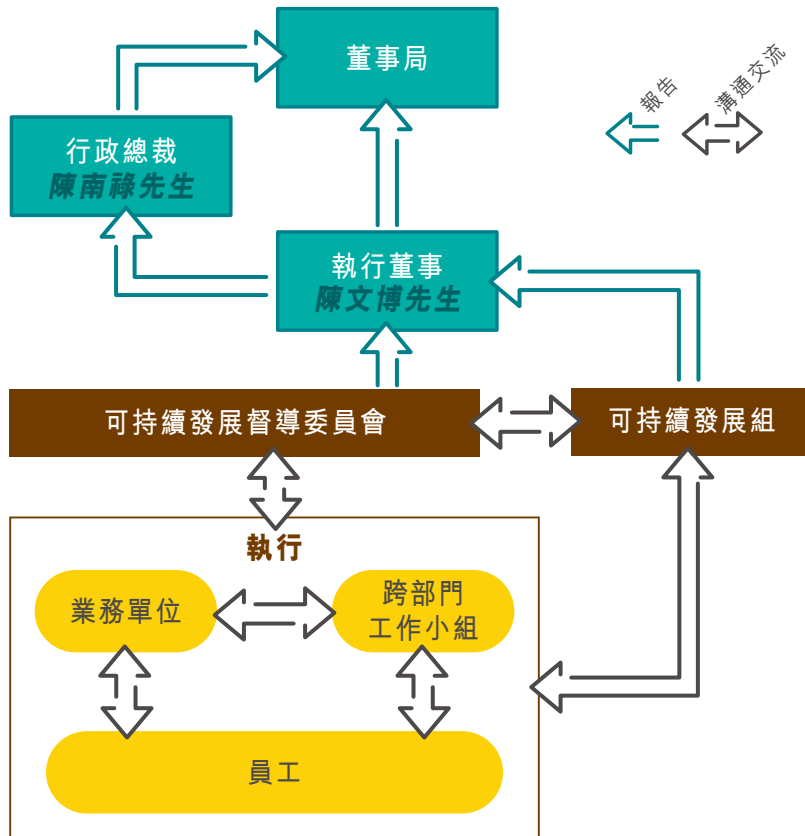 董事局
報告
溝通交流
行政總裁
陳南祿先生
執行董事
陳文博先生
可持續發展督導委員會
可持續發展組
執行
業務單位
跨部門
工作小組
員工